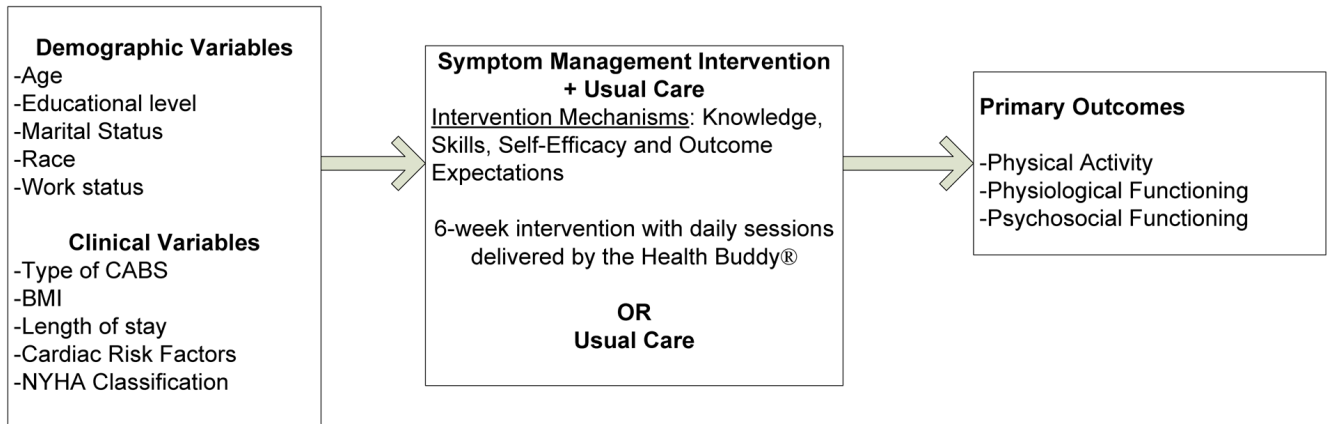 Demographic Variables
-Age
-Educational level
-Marital Status
-Race
-Work status
Clinical Variables
-Type of CABS
-BMI
-Length of stay
-Cardiac Risk Factors
-NYHA Classification
Symptom Management Intervention
+ Usual Care
Intervention Mechanisms: Knowledge,
Skills, Self-Efficacy and Outcome
Expectations
6-week intervention with daily sessions
delivered by the Health Buddy®
OR
Usual Care
Primary Outcomes
-Physical Activity
-Physiological Functioning
-Psychosocial Functioning